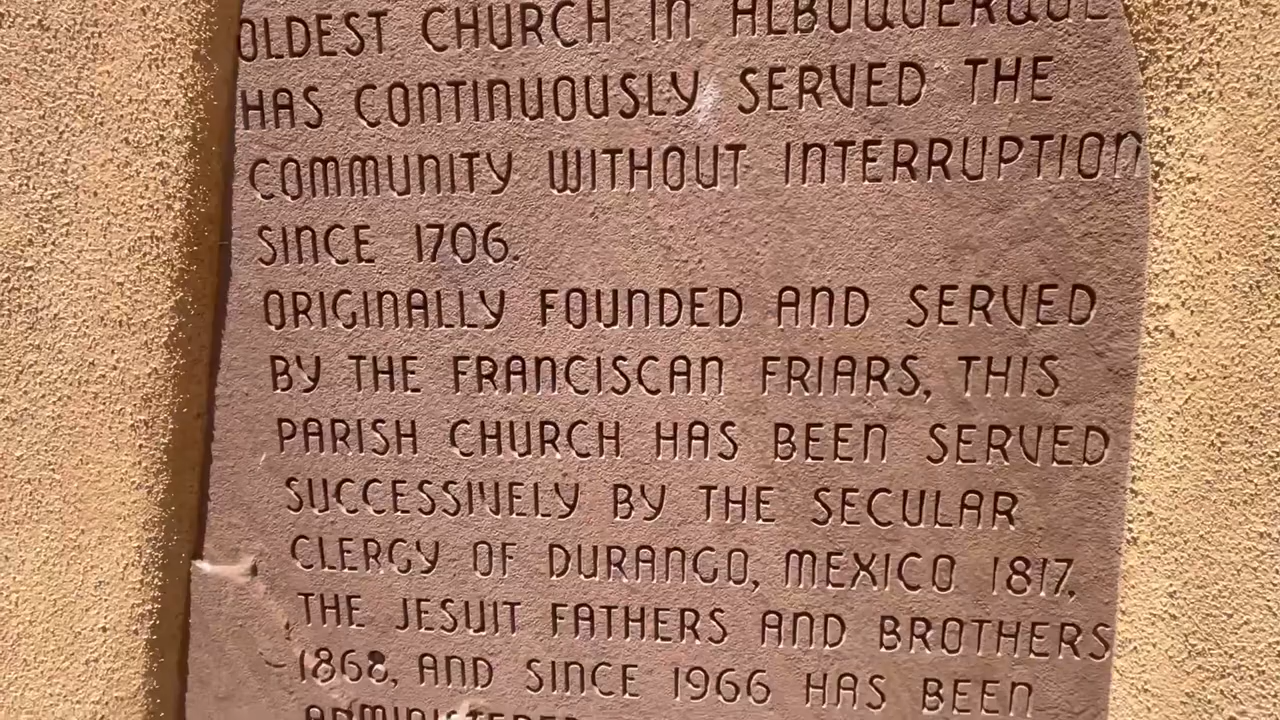 OLDEST CHURCH IN ALBUQUERQUE
HAS CONTINUOUSLY SERVED THE
COMMUNITY WITHOUT INTERRUPTION
SINCE 1706.
ORIGINALLY FOUNDED AND SERVED
BY THE FRANCISCAN FRIARS, THIS
PARISH CHURCH HAS BEEN SERVED
SUCCESSIVELY BY THE SECULAR
CLERGY OF DURANGO, MEXICO 1817,
THE JESUIT FATHERS AND BROTHERS
1868, AND SINCE 1966 HAS BEEN
ADMINISTERED